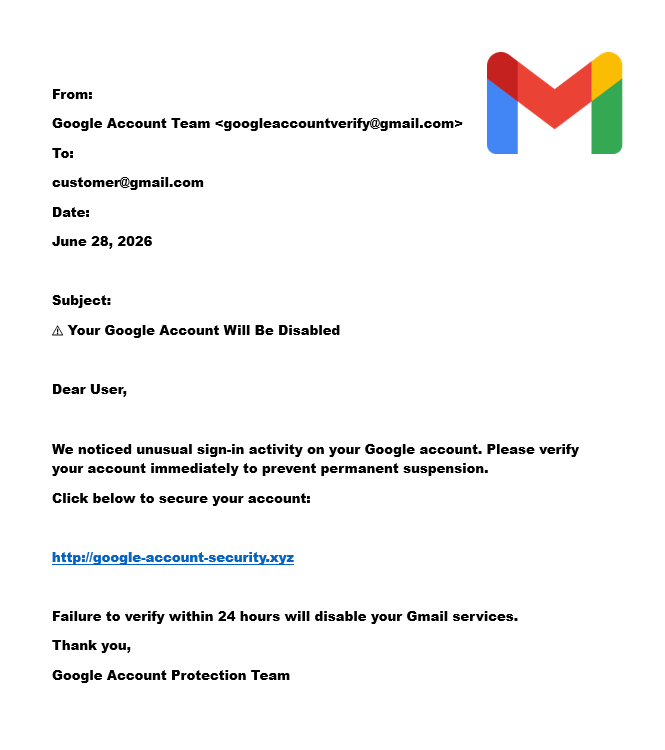 From:
Google Account Team <googleaccountverify@gmail.com>
To:
customer@gmail.com
Date:
June 28, 2026
Subject:
⚠ Your Google Account Will Be Disabled
Dear User,
We noticed unusual sign-in activity on your Google account. Please verify
your account immediately to prevent permanent suspension.
Click below to secure your account:
http://google-account-security.xyz
Failure to verify within 24 hours will disable your Gmail services.
Thank you,
Google Account Protection Team